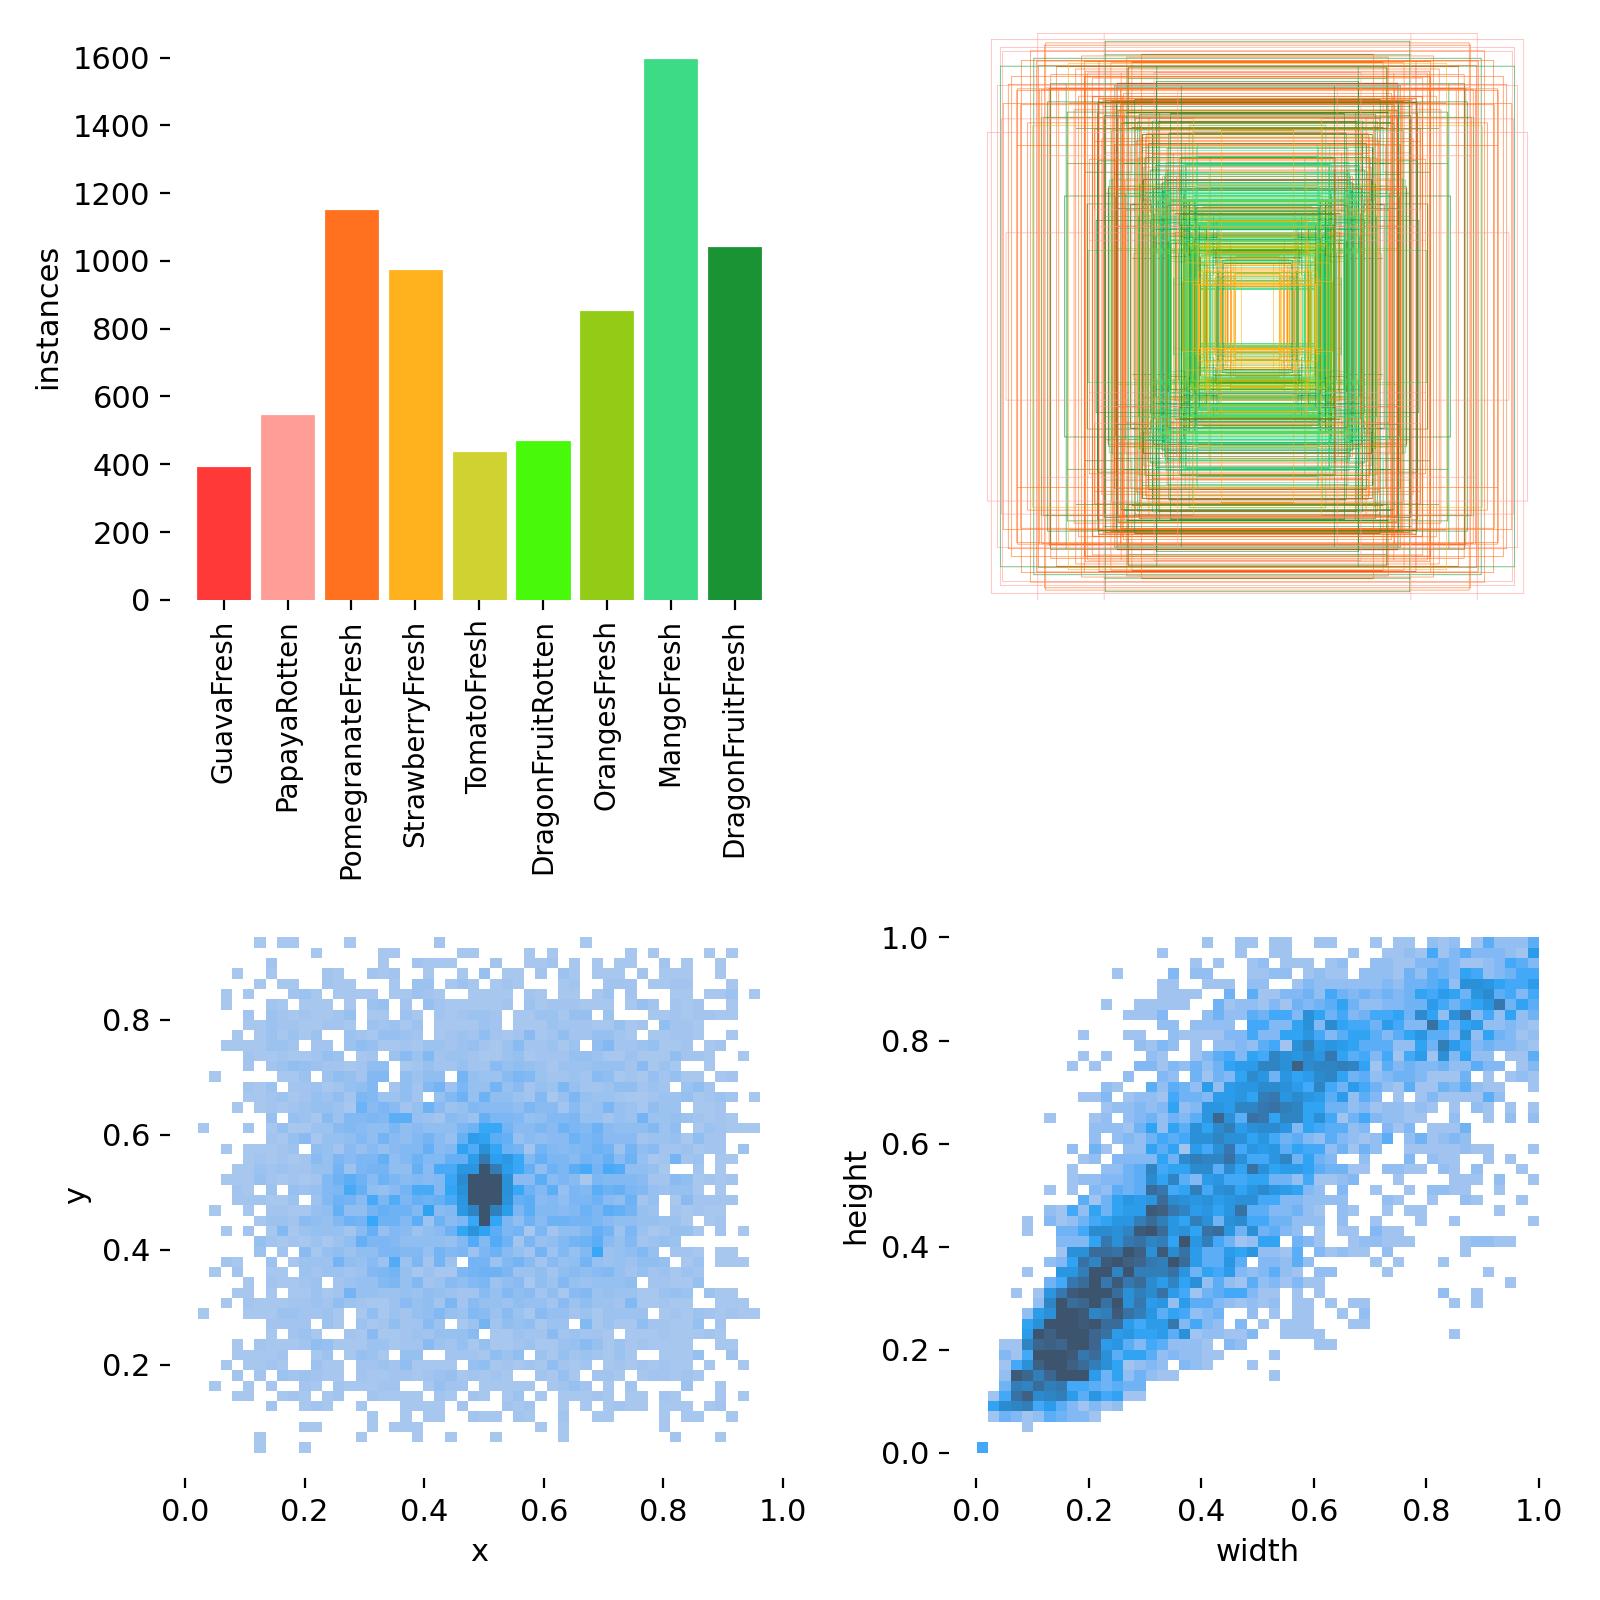 instances
1600
1400
1200
1000
800
600
400
200
0
GuavaFresh
PapayaRotten
PomegranateFresh
StrawberryFresh
TomatoFresh
DragonFruitRotten
OrangesFresh
MangoFresh
DragonFruitFresh
y
0.8
0.6
0.4
0.2
0.0 0.2 0.4 0.6 0.8 1.0
x
height
1.0
0.8
0.6
0.4
0.2
0.0
0.0 0.2 0.4 0.6 0.8 1.0
width